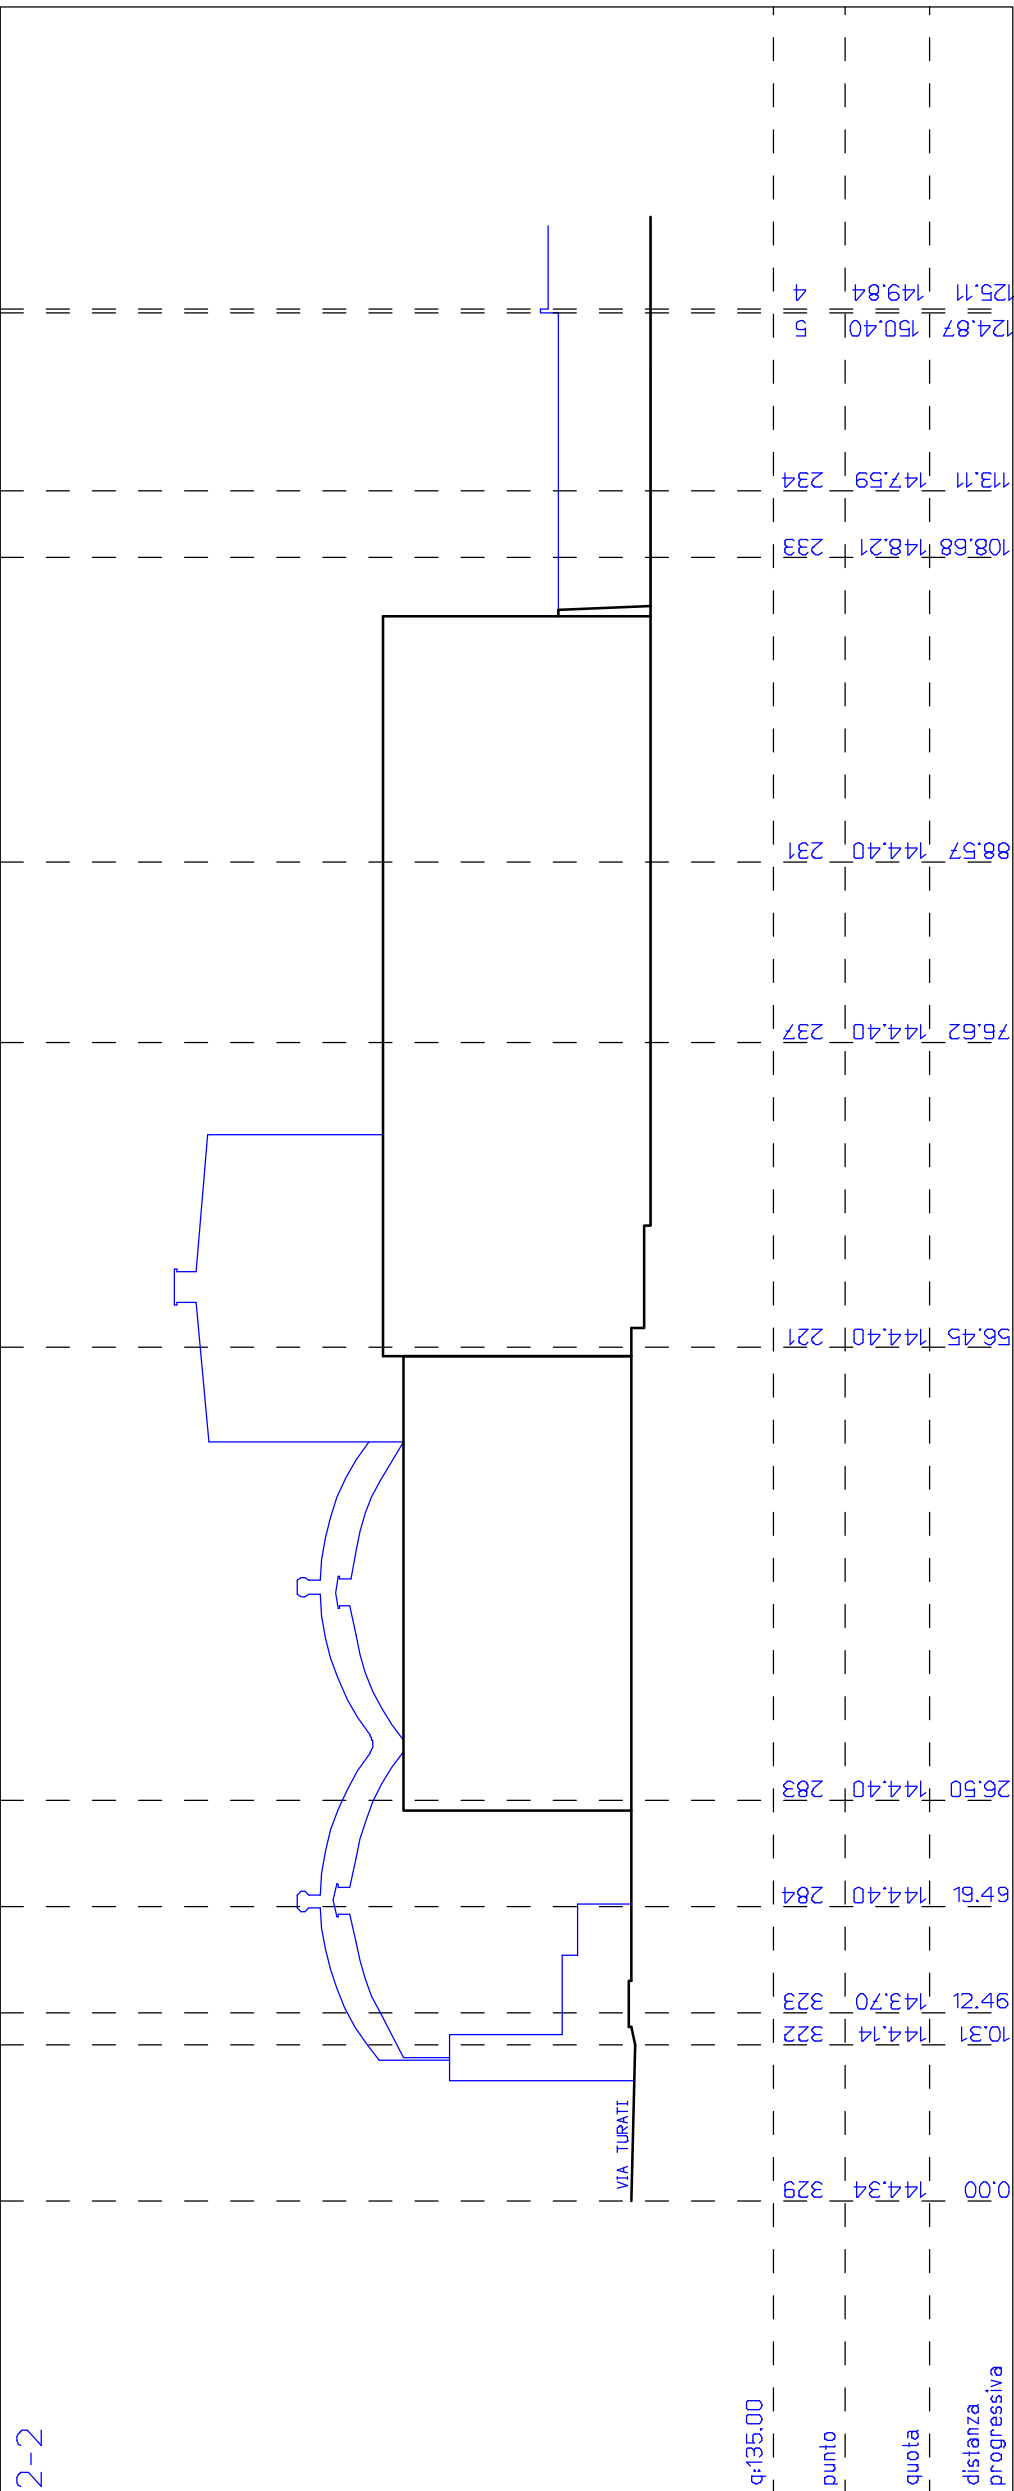 2-2
VIA TURATI
q:135.00
punto 329 322 323 284 283 221 237 231 233 234 5 4
quota 144.34 144.14 143.70 144.40 144.40 144.40 144.40 144.40 148.21 147.59 150.40 149.84
distanza
progressiva 0.00 10.31 12.46 19.49 26.50 56.45 76.62 88.57 108.68 113.11 124.87 125.11